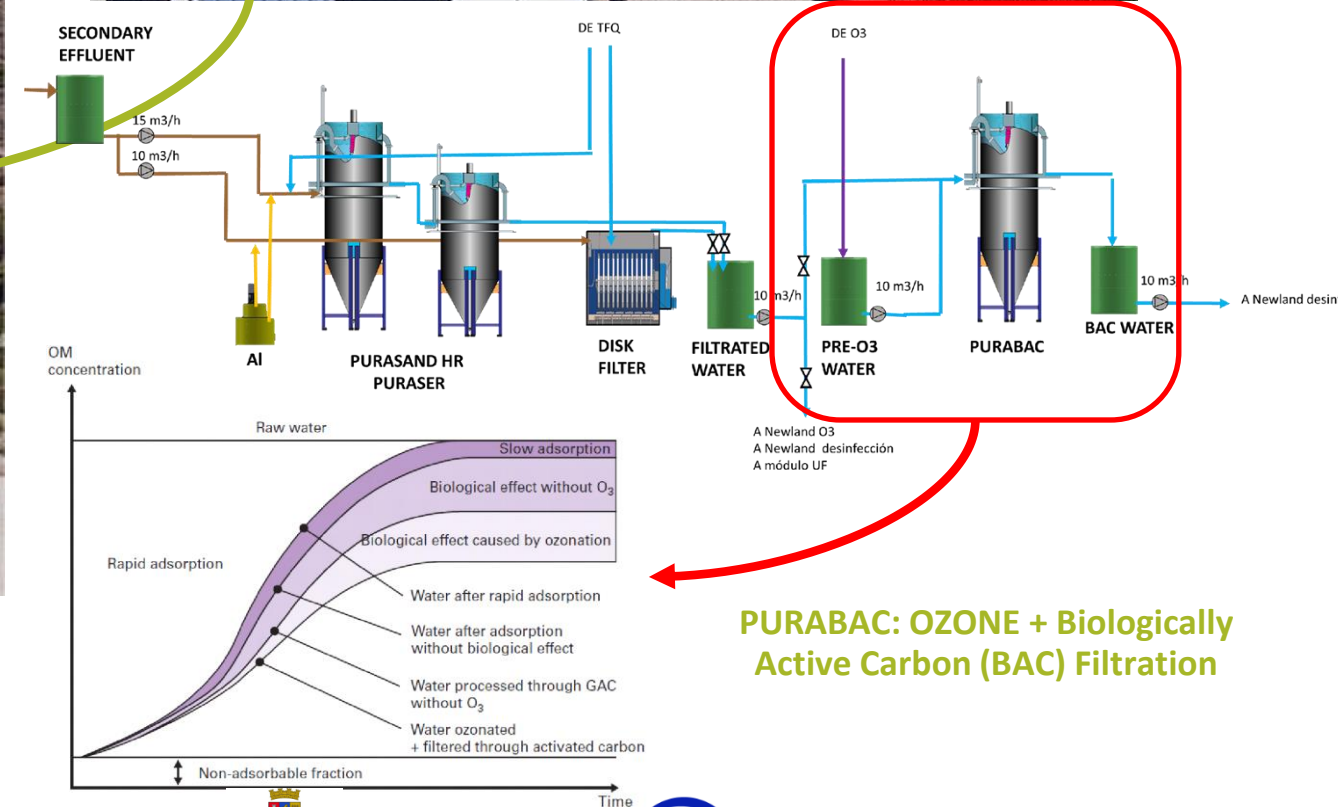 SECONDARY
EFFLUENT
DE TFQ
DE O3
15 m3/h
10 m3/h
Al
PURASAND HR
PURASER
DISK
FILTER
FILTRATED
WATER
10 m3/h
PRE-O3
WATER
10 m3/h
PURABAC
BAC WATER
10 m3/h
A Newland desin
A Newland O3
A Newland desinfección
A módulo UF
OM
concentration
Raw water
Slow adsorption
Biological effect without O₃
Biological effect caused by ozonation
Rapid adsorption
Water after rapid adsorption
Water after adsorption
without biological effect
Water processed through GAC
without O₃
Water ozonated
+ filtered through activated carbon
Non-adsorbable fraction
Time
PURABAC: OZONE + Biologically
Active Carbon (BAC) Filtration